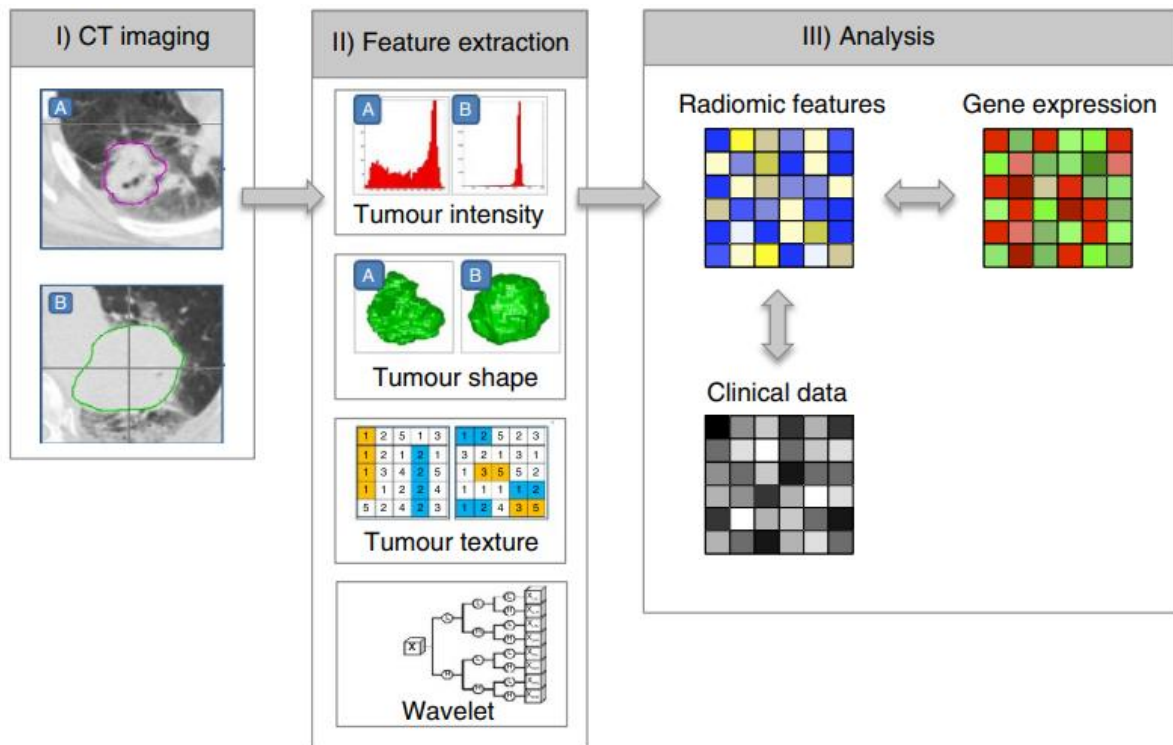 I) CT imaging
A
B
II) Feature extraction
A
B
Tumour intensity
A
B
Tumour shape
1 2 5 1 3
1 2 1 2 1
1 3 4 2 5
1 1 2 2 4
5 2 4 2 3
1 2 5 2 3
3 2 1 3 1
1 3 5 5 2
1 1 1 1 2
1 2 4 3 5
Tumour texture
X
L
H
Wavelet
III) Analysis
Radiomic features
Gene expression
Clinical data